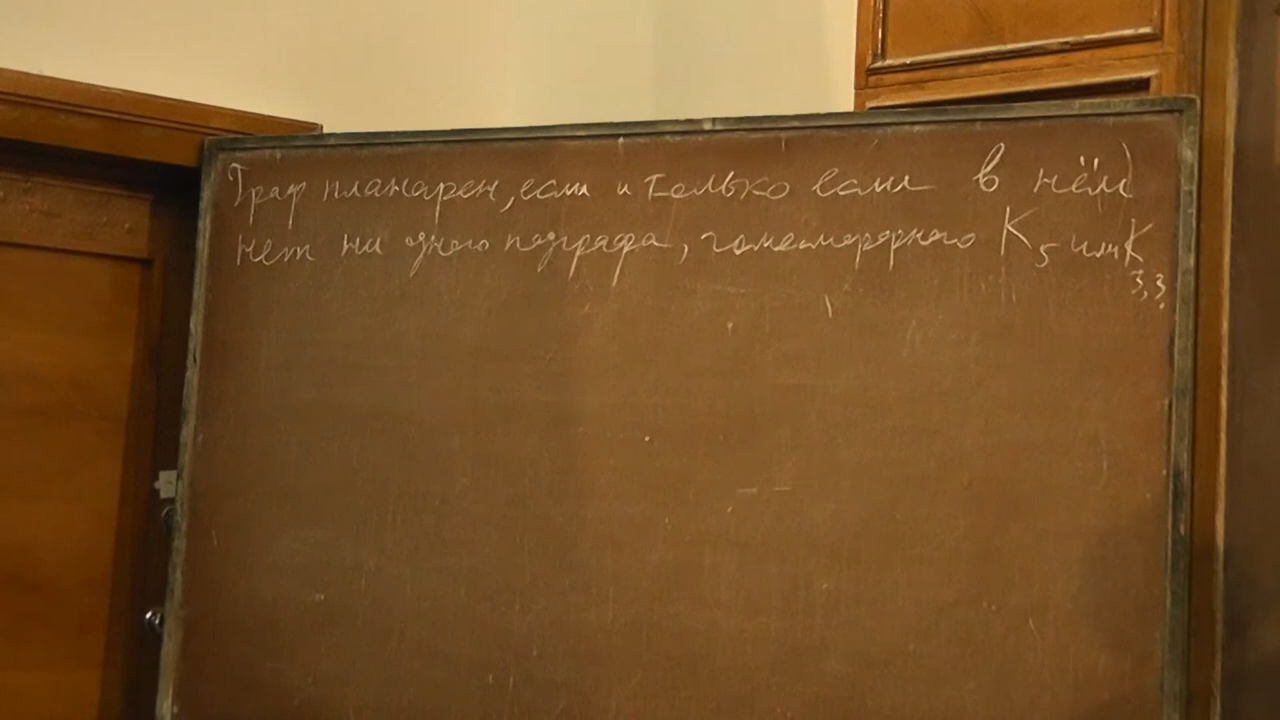 Граф планарен, если и только если в нём
нет ни одного подграфа, гомеоморфного K₅ или K₃,₃.